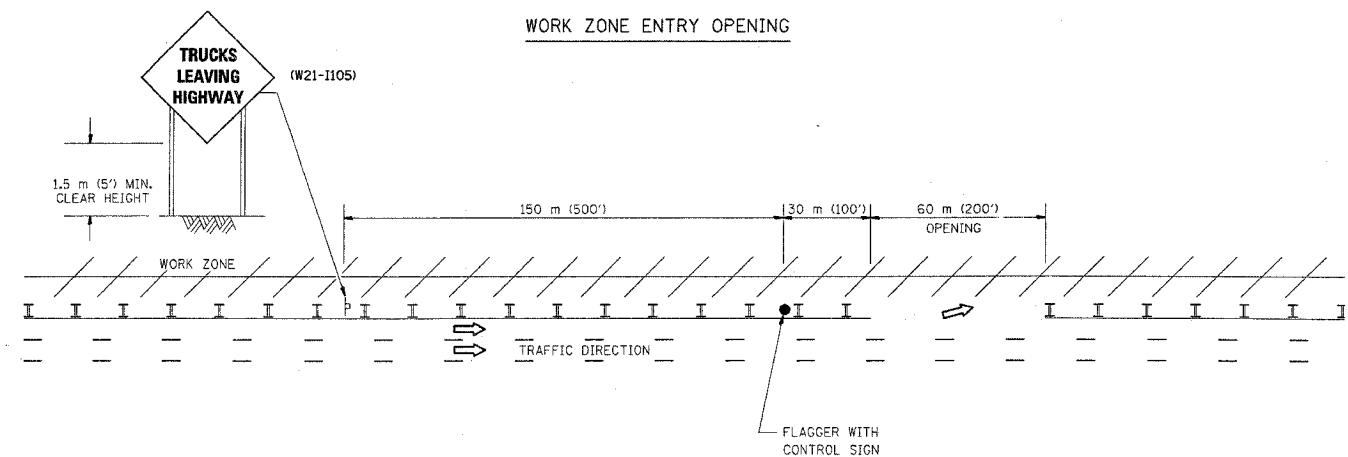 WORK ZONE ENTRY OPENING
TRUCKS
LEAVING
HIGHWAY
(W21-I105)
1.5 m (5') MIN.
CLEAR HEIGHT
150 m (500')
30 m (100')
60 m (200')
OPENING
WORK ZONE
TRAFFIC DIRECTION
FLAGGER WITH
CONTROL SIGN